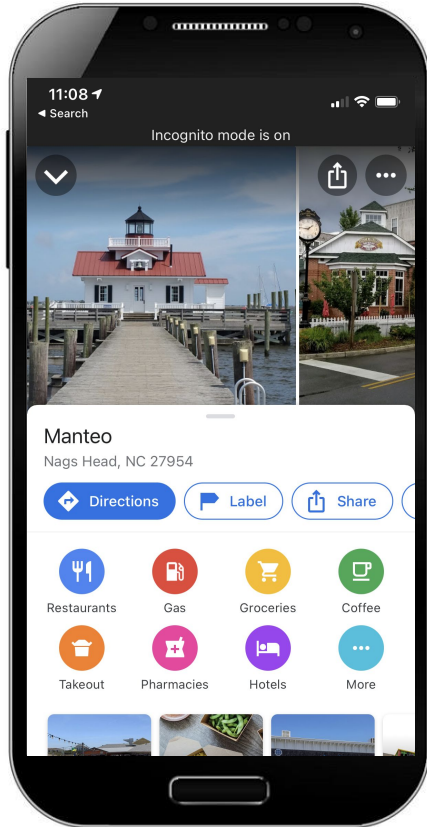 11:08
◀ Search
Incognito mode is on
Manteo
Nags Head, NC 27954
Directions
Label
Share
Restaurants
Gas
Groceries
Coffee
Takeout
Pharmacies
Hotels
More